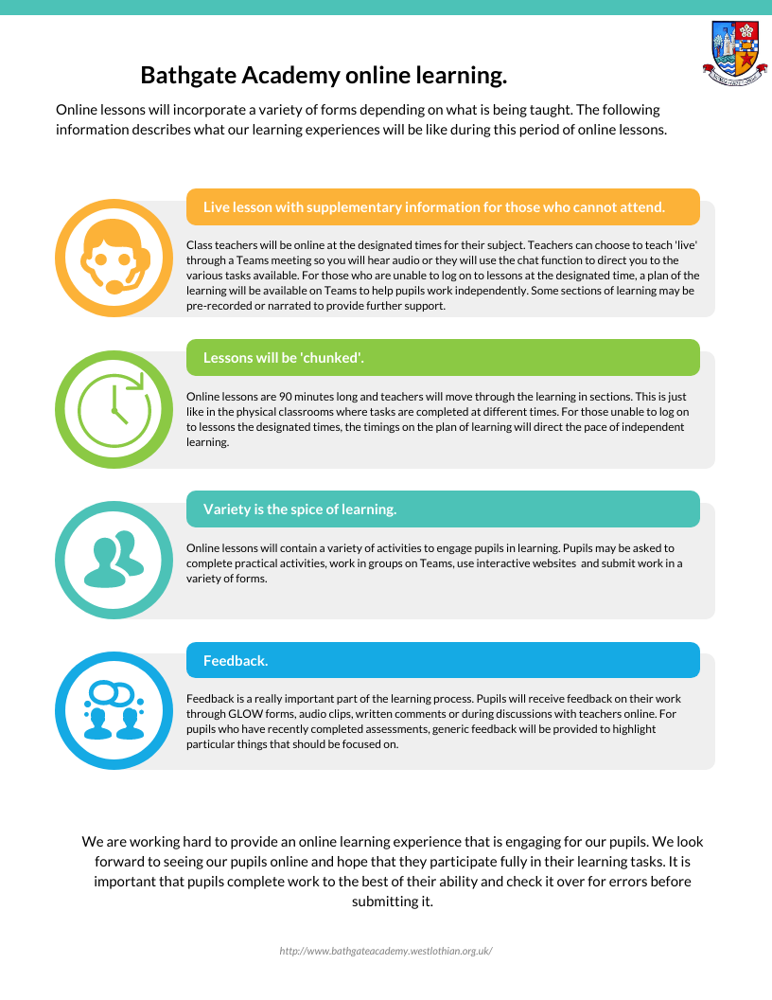 Bathgate Academy online learning.
Online lessons will incorporate a variety of forms depending on what is being taught. The following
information describes what our learning experiences will be like during this period of online lessons.
Live lesson with supplementary information for those who cannot attend.
Class teachers will be online at the designated times for their subject. Teachers can choose to teach 'live'
through a Teams meeting so you will hear audio or they will use the chat function to direct you to the
various tasks available. For those who are unable to log on to lessons at the designated time, a plan of the
learning will be available on Teams to help pupils work independently. Some sections of learning may be
pre-recorded or narrated to provide further support.
Lessons will be 'chunked'.
Online lessons are 90 minutes long and teachers will move through the learning in sections. This is just
like in the physical classrooms where tasks are completed at different times. For those unable to log on
to lessons the designated times, the timings on the plan of learning will direct the pace of independent
learning.
Variety is the spice of learning.
Online lessons will contain a variety of activities to engage pupils in learning. Pupils may be asked to
complete practical activities, work in groups on Teams, use interactive websites  and submit work in a
variety of forms.
Feedback.
Feedback is a really important part of the learning process. Pupils will receive feedback on their work
through GLOW forms, audio clips, written comments or during discussions with teachers online. For
pupils who have recently completed assessments, generic feedback will be provided to highlight
particular things that should be focused on.
We are working hard to provide an online learning experience that is engaging for our pupils. We look
forward to seeing our pupils online and hope that they participate fully in their learning tasks. It is
important that pupils complete work to the best of their ability and check it over for errors before
submitting it.
http://www.bathgateacademy.westlothian.org.uk/